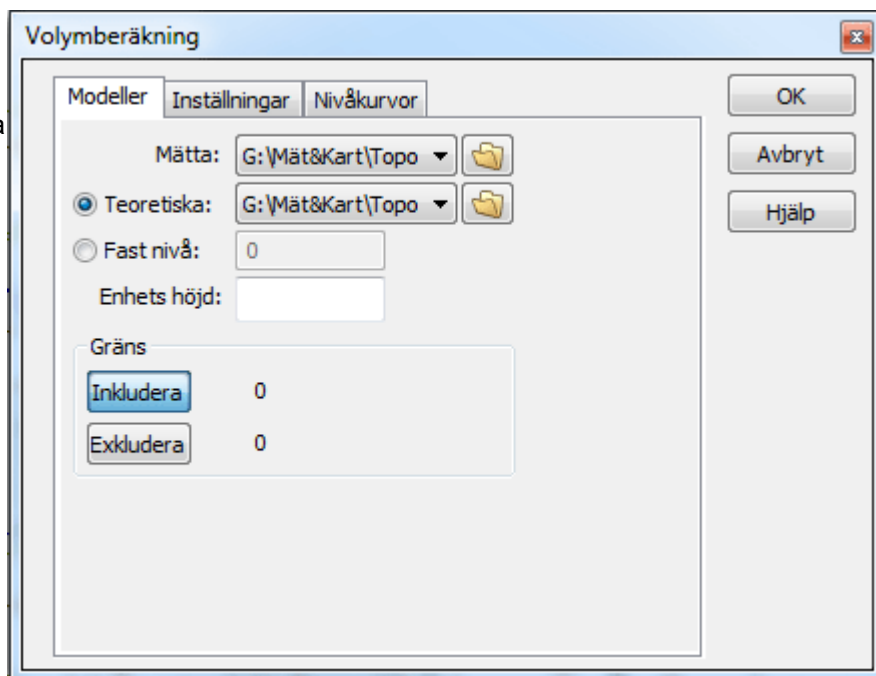 Volymberäkning
Modeller Inställningar Nivåkurvor
OK
a
Mätta: G:\Mät&Kart\Topo
Avbryt
Teoretiska: G:\Mät&Kart\Topo
Hjälp
Fast nivå: 0
Enhets höjd:
Gräns
Inkludera 0
Exkludera 0